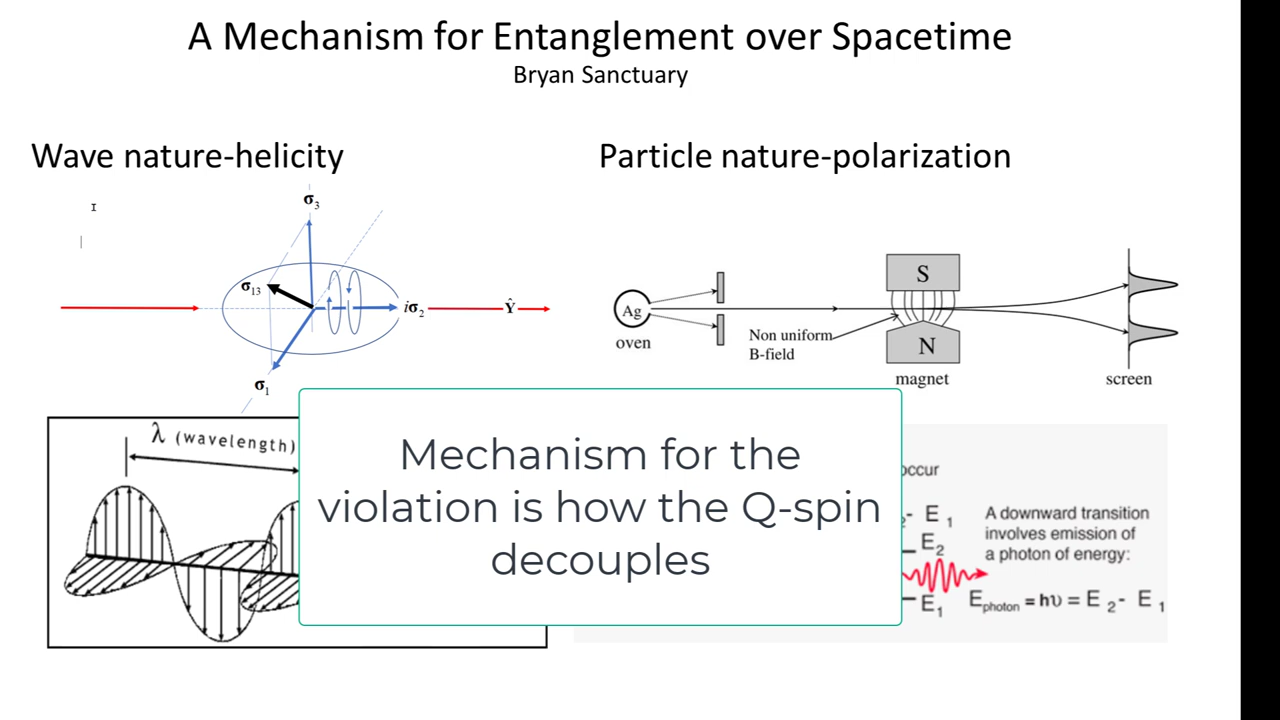 A Mechanism for Entanglement over Spacetime
Bryan Sanctuary
Wave nature-helicity
Particle nature-polarization
σ3
σ13
iσ2
Ŷ
σ1
Ag
oven
Non uniform
B-field
S
N
magnet
screen
λ (wavelength)
Mechanism for the
violation is how the Q-spin
decouples
occur
- E1
E2
E1
A downward transition
involves emission of
a photon of energy:
Ephoton = hυ = E2 - E1